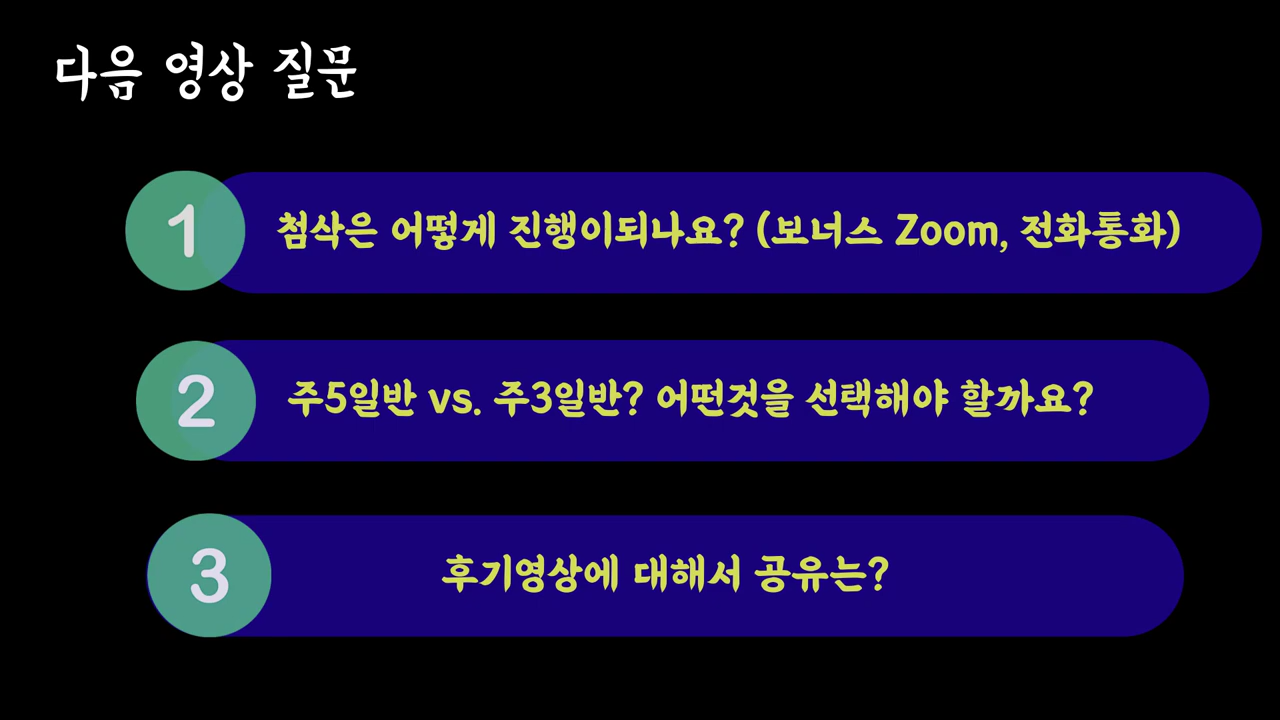 다음 영상 질문
1
첨삭은 어떻게 진행이되나요? (보너스 Zoom, 전화통화)
2
주5일반 vs. 주3일반? 어떤것을 선택해야 할까요?
3
후기영상에 대해서 공유는?